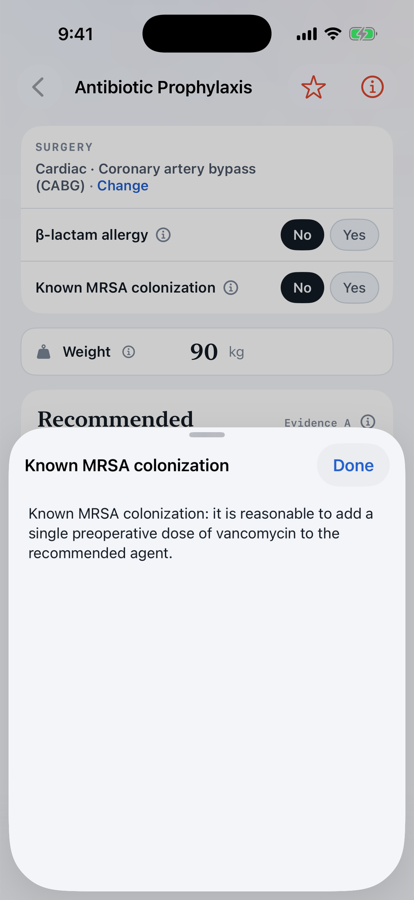 9:41
Antibiotic Prophylaxis
SURGERY
Cardiac · Coronary artery bypass
(CABG) · Change
β-lactam allergy
No
Yes
Known MRSA colonization
No
Yes
Weight
90 kg
Recommended
Evidence A
Known MRSA colonization
Done
Known MRSA colonization: it is reasonable to add a
single preoperative dose of vancomycin to the
recommended agent.